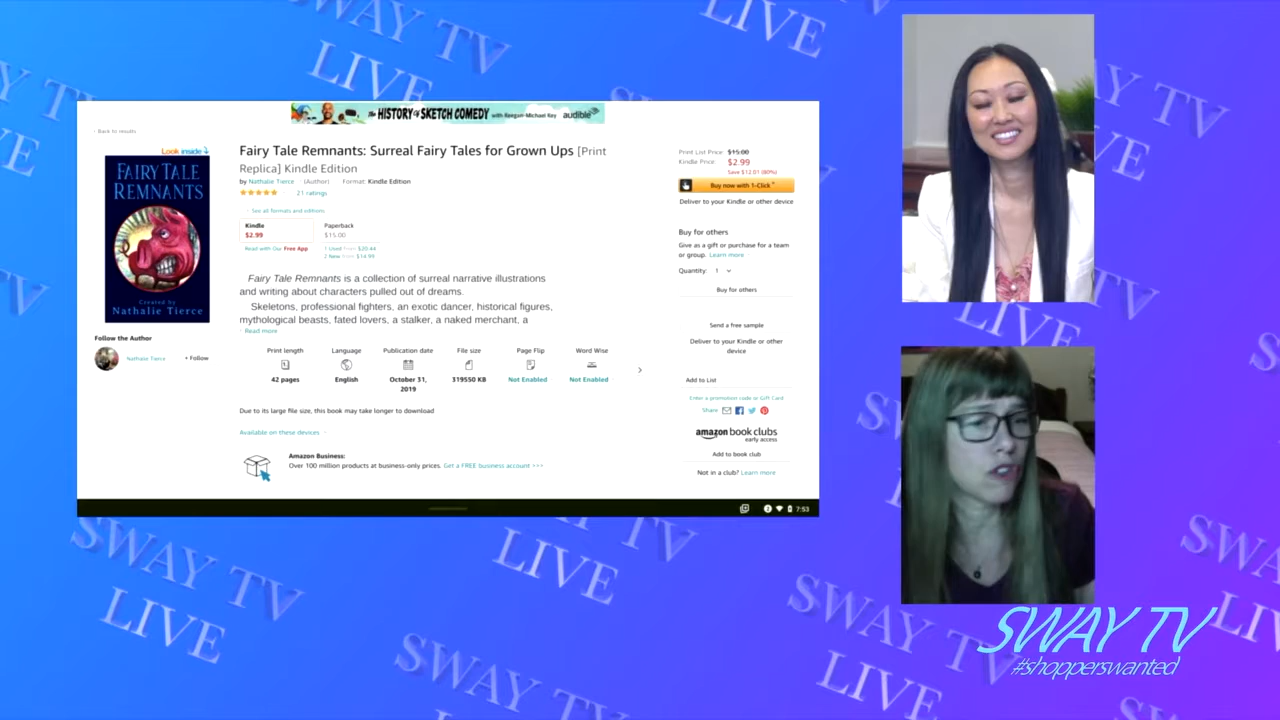 SWAY TV
LIVE
The HISTORY of SKETCH COMEDY with Keegan-Michael Key audible
‹ Back to results
Look inside
FAIRY TALE
REMNANTS
Created by
Nathalie Tierce
Follow the Author
Nathalie Tierce
+ Follow
Fairy Tale Remnants: Surreal Fairy Tales for Grown Ups [Print
Replica] Kindle Edition
by Nathalie Tierce (Author) Format: Kindle Edition
21 ratings
See all formats and editions
Kindle
$2.99
Paperback
$15.00
Read with Our Free App
1 Used from $20.44
2 New from $14.99
Fairy Tale Remnants is a collection of surreal narrative illustrations
and writing about characters pulled out of dreams.
Skeletons, professional fighters, an exotic dancer, historical figures,
mythological beasts, fated lovers, a stalker, a naked merchant, a
Read more
Print length
42 pages
Language
English
Publication date
October 31,
2019
File size
319550 KB
Page Flip
Not Enabled
Word Wise
Not Enabled
Due to its large file size, this book may take longer to download
Available on these devices
Amazon Business:
Over 100 million products at business-only prices. Get a FREE business account >>>
Print List Price: $15.00
Kindle Price: $2.99
Save $12.01 (80%)
Buy now with 1-Click ®
Deliver to your Kindle or other device
Buy for others
Give as a gift or purchase for a team
or group. Learn more
Quantity: 1
Buy for others
Send a free sample
Deliver to your Kindle or other
device
Add to List
Enter a promotion code or Gift Card
Share
amazon book clubs
early access
Add to book club
Not in a club? Learn more
7:53
SWAY TV
#shopperswanted